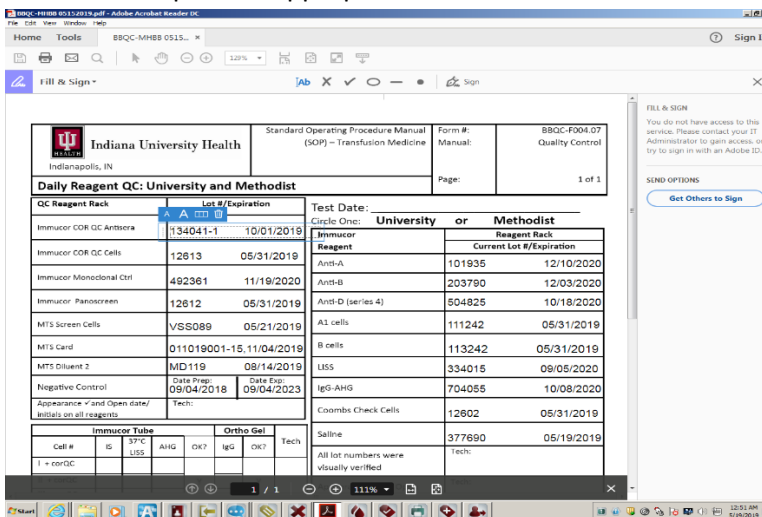 BBQC-MHBB 05152019.pdf - Adobe Acrobat Reader DC
File Edit View Window Help
Home Tools BBQC-MHBB 0515... × Sign I
129%
Fill & Sign Ab Sign
FILL & SIGN
You do not have access to this
service. Please contact your IT
Administrator to gain access, o
try to sign in with an Adobe ID.
SEND OPTIONS
Get Others to Sign
HEALTH
Indiana University Health
Indianapolis, IN
Standard Operating Procedure Manual
(SOP) – Transfusion Medicine
Form #: BBQC-F004.07
Manual: Quality Control
Page: 1 of 1
Daily Reagent QC: University and Methodist
QC Reagent Rack Lot #/Expiration
Immucor COR QC Antisera 134041-1 10/01/2019
Immucor COR QC Cells 12613 05/31/2019
Immucor Monoclonal Ctrl 492361 11/19/2020
Immucor Panoscreen 12612 05/31/2019
MTS Screen Cells VSS089 05/21/2019
MTS Card 011019001-15,11/04/2019
MTS Diluent 2 MD119 08/14/2019
Negative Control Date Prep: 09/04/2018 Date Exp: 09/04/2023
Appearance ✓and Open date/
initials on all reagents
Tech:
Immucor Tube Ortho Gel Tech
Cell # IS 37°C LISS AHG OK? IgG OK?
I + corQC
Test Date:
Circle One: University or Methodist
Immucor Reagent Reagent Rack
Current Lot #/Expiration
Anti-A 101935 12/10/2020
Anti-B 203790 12/03/2020
Anti-D (series 4) 504825 10/18/2020
A1 cells 111242 05/31/2019
B cells 113242 05/31/2019
LISS 334015 09/05/2020
IgG-AHG 704055 10/08/2020
Coombs Check Cells 12602 05/31/2019
Saline 377690 05/19/2019
All lot numbers were
visually verified
Tech:
1 / 1 111%
Start
12:51 AM
5/19/2019